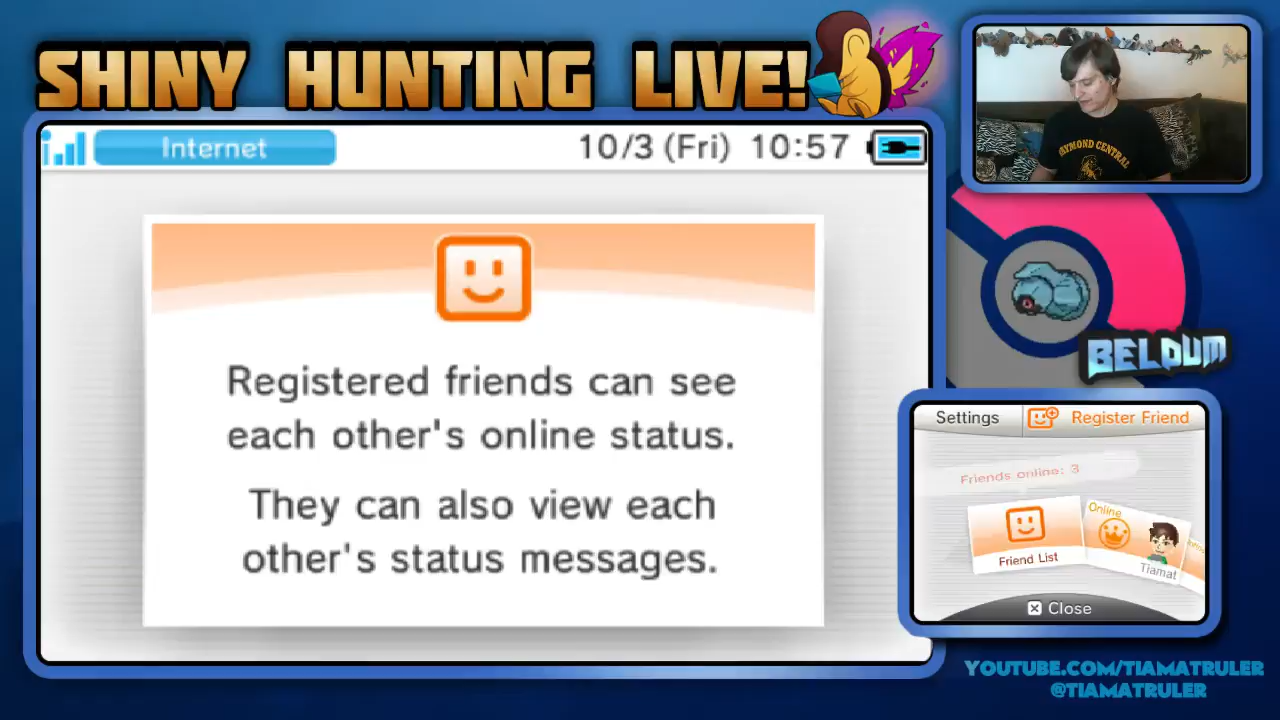 SHINY HUNTING LIVE!
Internet
10/3 (Fri) 10:57
Registered friends can see
each other's online status.
They can also view each
other's status messages.
RAYMOND CENTRAL
BELDUM
Settings
Register Friend
Friends online: 3
Friend List
Online
Tiamat
X Close
YOUTUBE.COM/TIAMATRULER
@TIAMATRULER